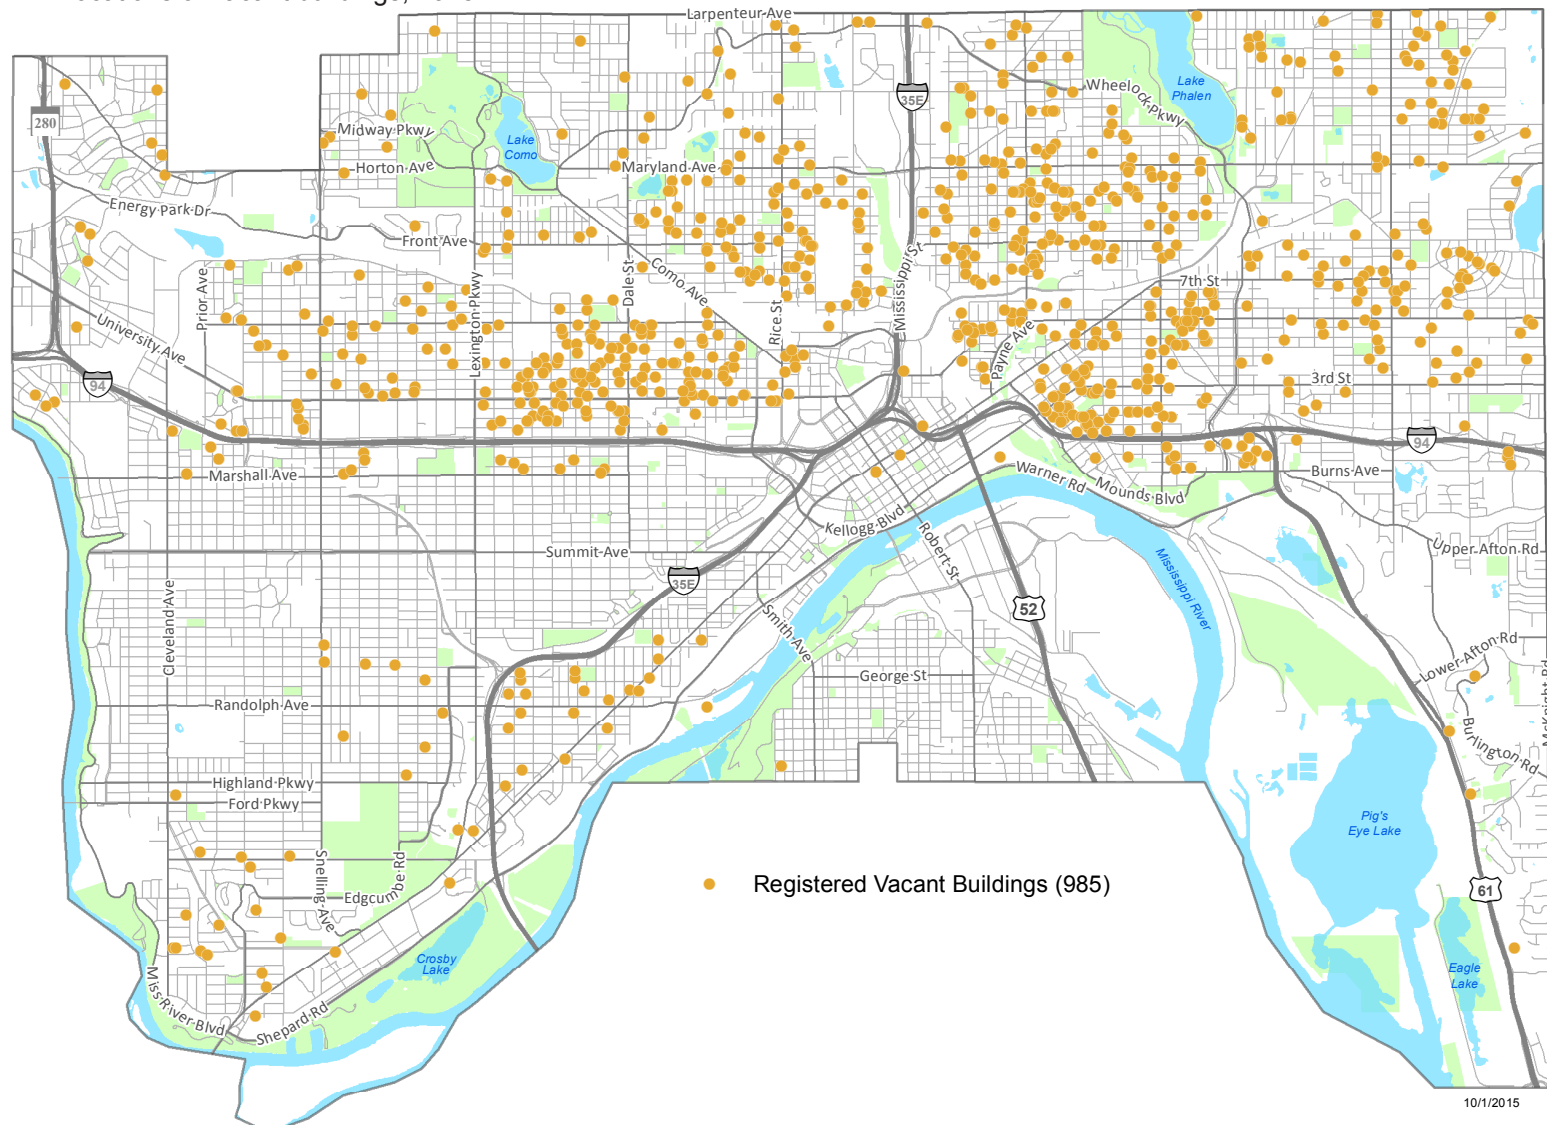 Larpenteur Ave
280
35E
Wheelock Pkwy
Lake
Phalen
Midway Pkwy
Lake
Como
Horton Ave
Maryland Ave
Energy Park Dr
Front Ave
Mississippi St
Como Ave
Dale St
Prior Ave
Lexington Pkwy
Rice St
7th St
University Ave
Payne Ave
94
3rd St
94
Marshall Ave
Burns Ave
Warner Rd
Mounds Blvd
Kellogg Blvd
Robert St
Summit Ave
Upper Afton Rd
35E
52
Mississippi River
Cleveland Ave
Smith Ave
George St
Lower Afton Rd
McKnight Rd
Randolph Ave
Burlington Rd
Highland Pkwy
Ford Pkwy
Pig's
Eye Lake
Snelling Ave
Edgcumbe Rd
Registered Vacant Buildings (985)
61
Crosby
Lake
Eagle
Lake
Miss River Blvd
Shepard Rd
10/1/2015